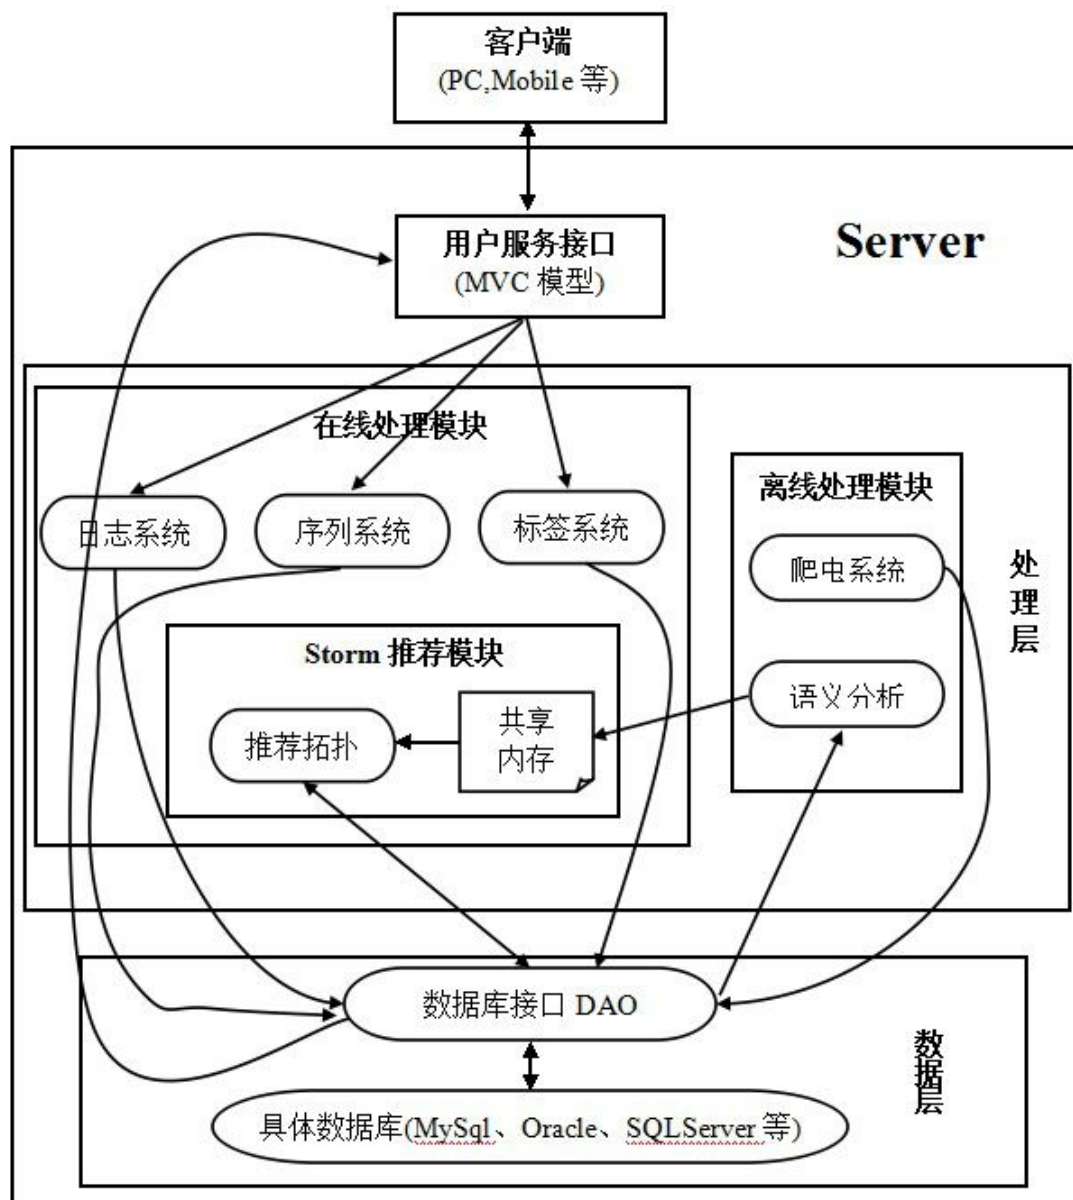 客户端
(PC,Mobile 等)
Server
用户服务接口
(MVC 模型)
在线处理模块
日志系统
序列系统
标签系统
离线处理模块
爬虫系统
语义分析
处
理
层
Storm 推荐模块
推荐拓扑
共享
内存
数据库接口 DAO
具体数据库(MySql、Oracle、SQLServer 等)
数
据
层